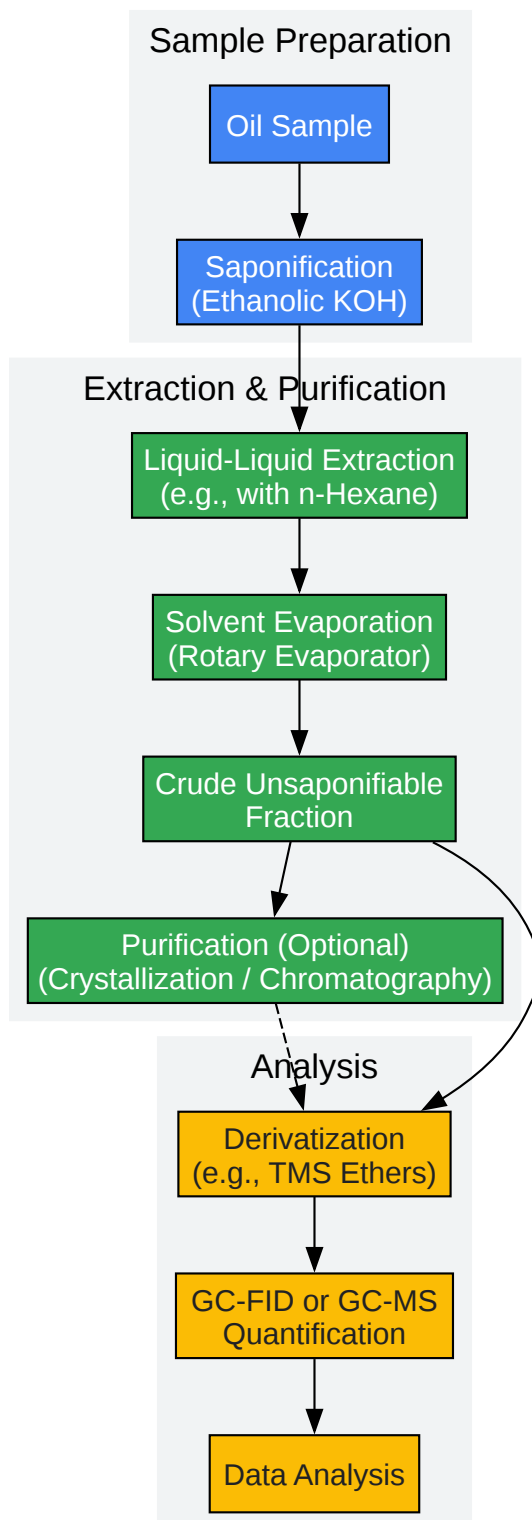 Sample Preparation
Oil Sample
Saponification
(Ethanolic KOH)
Extraction & Purification
Liquid-Liquid Extraction
(e.g., with n-Hexane)
Solvent Evaporation
(Rotary Evaporator)
Crude Unsaponifiable
Fraction
Purification (Optional)
(Crystallization / Chromatography)
Analysis
Derivatization
(e.g., TMS Ethers)
GC-FID or GC-MS
Quantification
Data Analysis